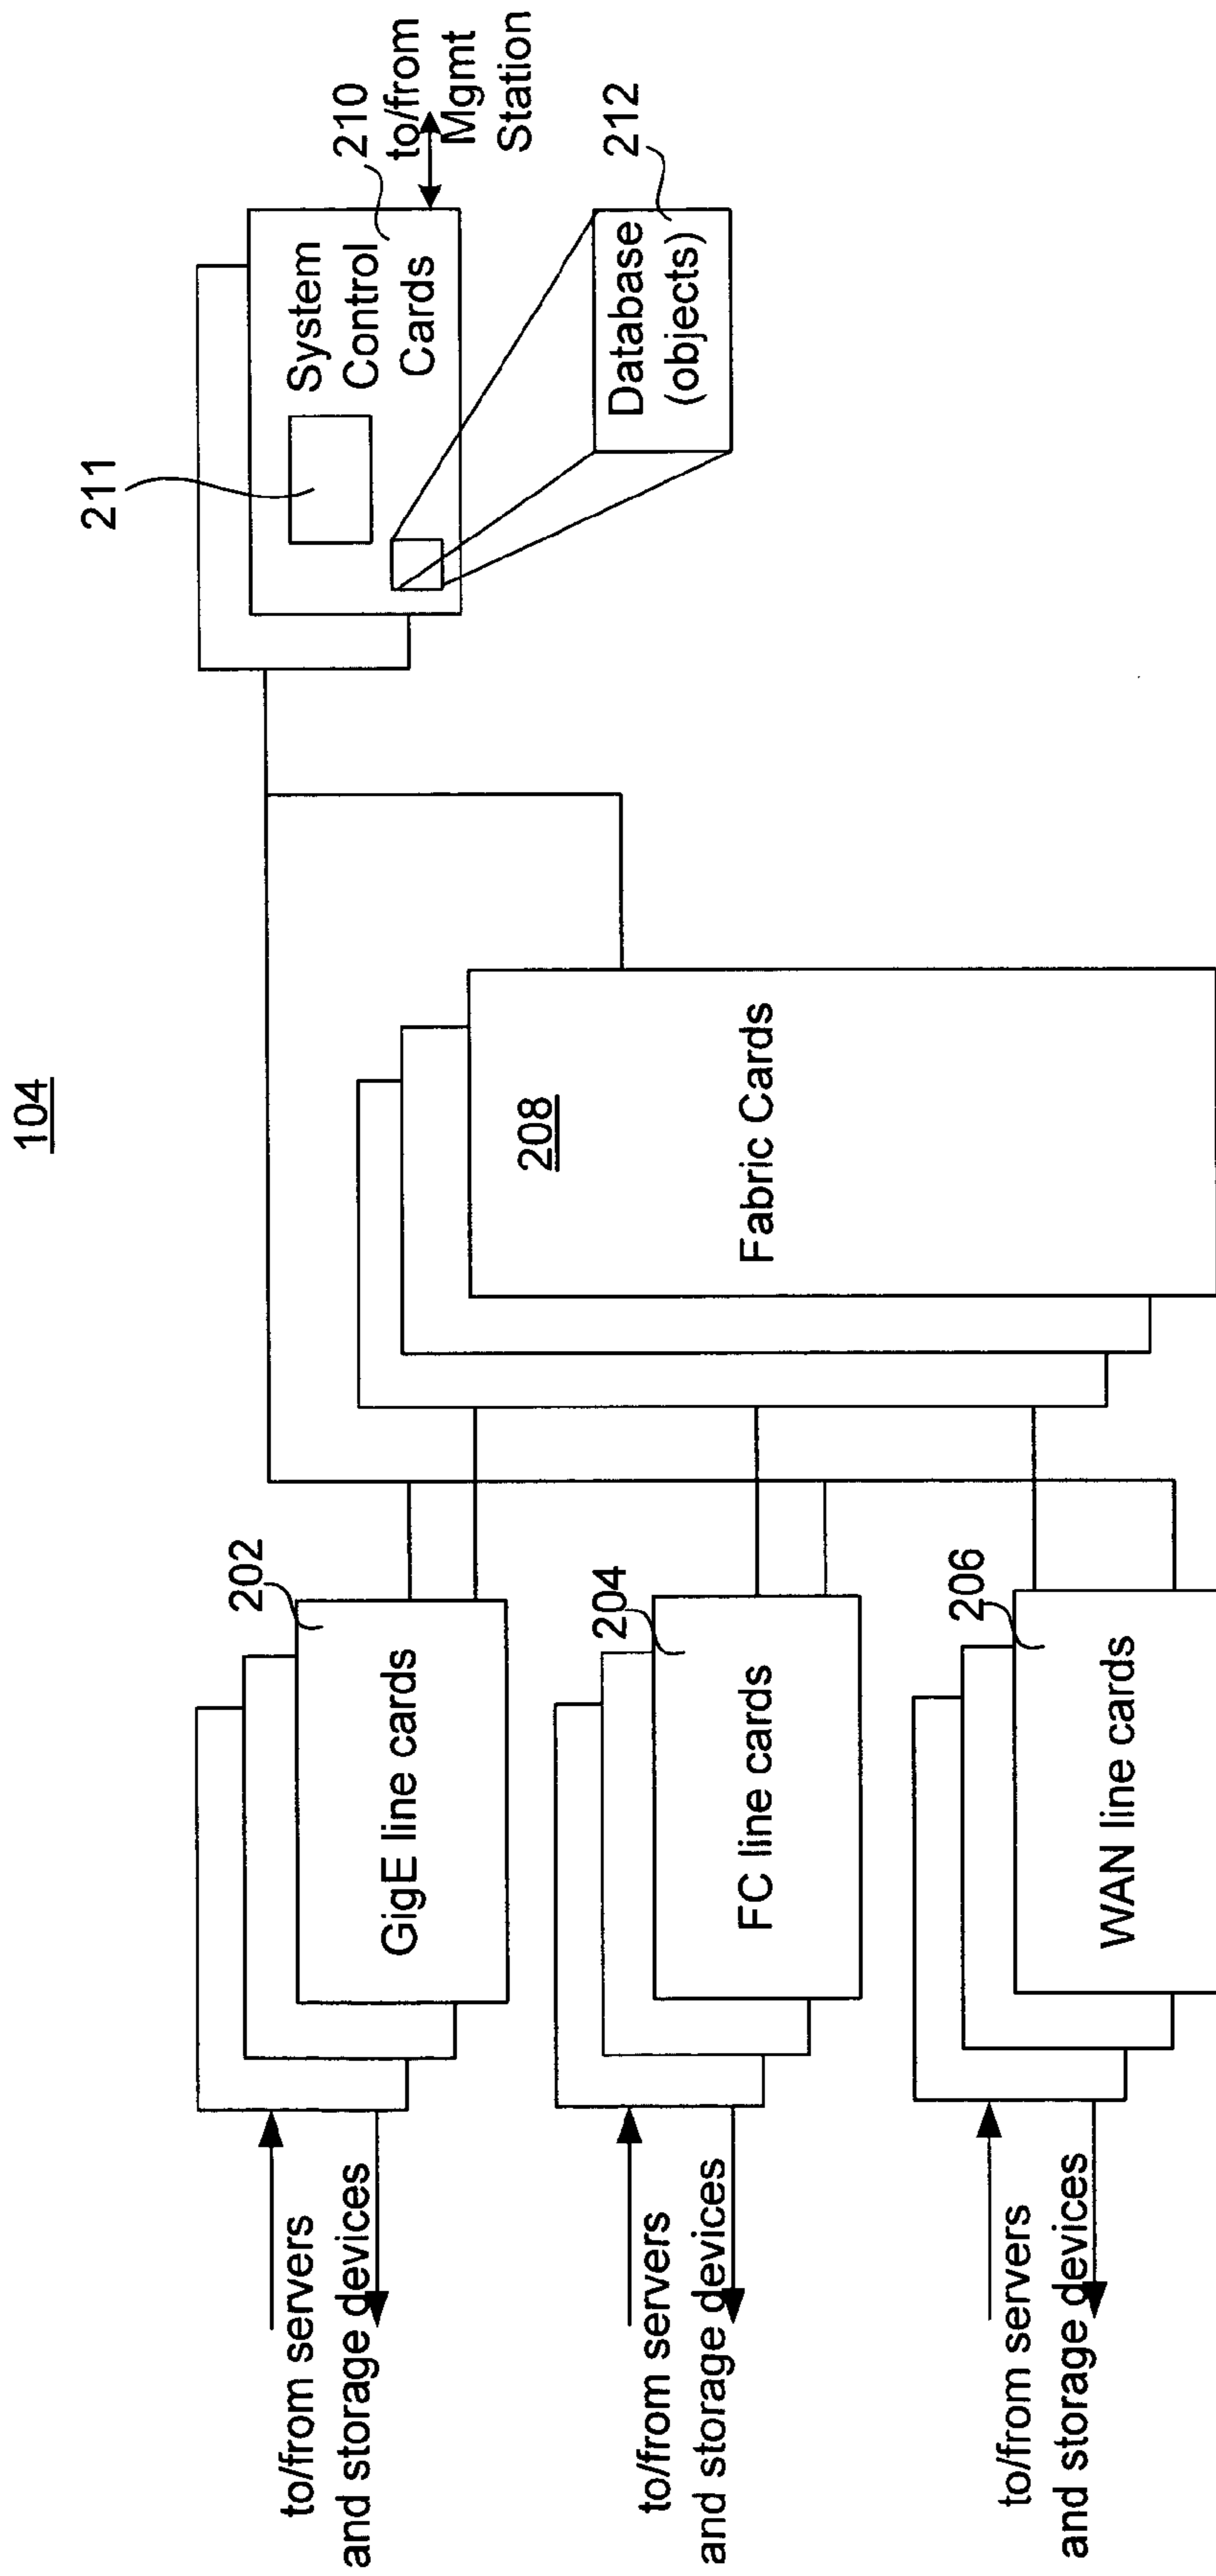 104
211
210
to/from
Mgmt
Station
System
Control
Cards
212
Database
(objects)
208
Fabric Cards
202
GigE line cards
204
FC line cards
206
WAN line cards
to/from servers
and storage devices
to/from servers
and storage devices
to/from servers
and storage devices